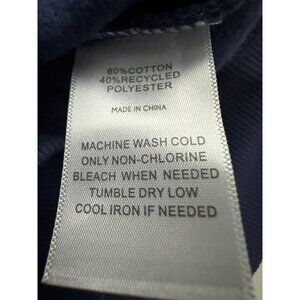 60%COTTON
40%RECYCLED
POLYESTER
MADE IN CHINA
MACHINE WASH COLD
ONLY NON-CHLORINE
BLEACH WHEN NEEDED
TUMBLE DRY LOW
COOL IRON IF NEEDED